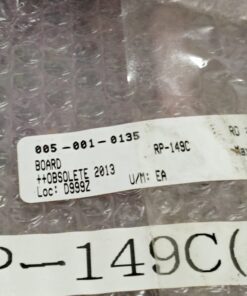 005-001-0135
BOARD RP-149C
++OBSOLETE 2013
Loc: D999Z U/M: EA
P-149C(